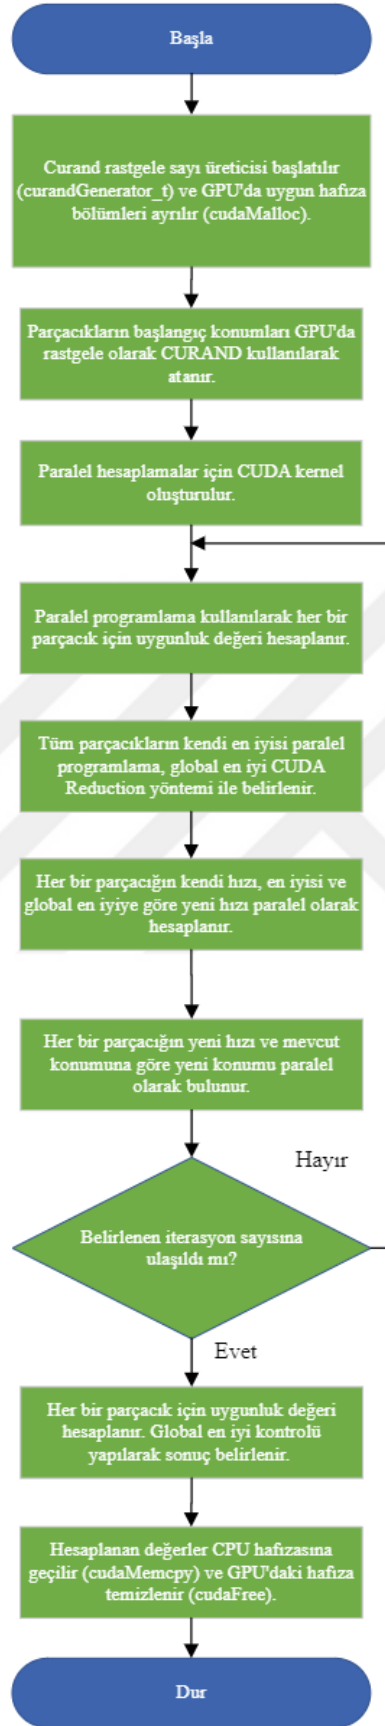 Başla
Curand rastgele sayı üreticisi başlatılır
(curandGenerator_t) ve GPU'da uygun hafıza
bölümleri ayrılır (cudaMalloc).
Parçacıkların başlangıç konumları GPU'da
rastgele olarak CURAND kullanılarak
atanır.
Paralel hesaplamalar için CUDA kernel
oluşturulur.
Paralel programlama kullanılarak her bir
parçacık için uygunluk değeri hesaplanır.
Tüm parçacıkların kendi en iyisi paralel
programlama, global en iyi CUDA
Reduction yöntemi ile belirlenir.
Her bir parçacığın kendi hızı, en iyisi ve
global en iyiye göre yeni hızı paralel olarak
hesaplanır.
Her bir parçacığın yeni hızı ve mevcut
konumuna göre yeni konumu paralel
olarak bulunur.
Hayır
Belirlenen iterasyon sayısına
ulaşıldı mı?
Evet
Her bir parçacık için uygunluk değeri
hesaplanır. Global en iyi kontrolü
yapılarak sonuç belirlenir.
Hesaplanan değerler CPU hafızasına
geçilir (cudaMemcpy) ve GPU'daki hafıza
temizlenir (cudaFree).
Dur